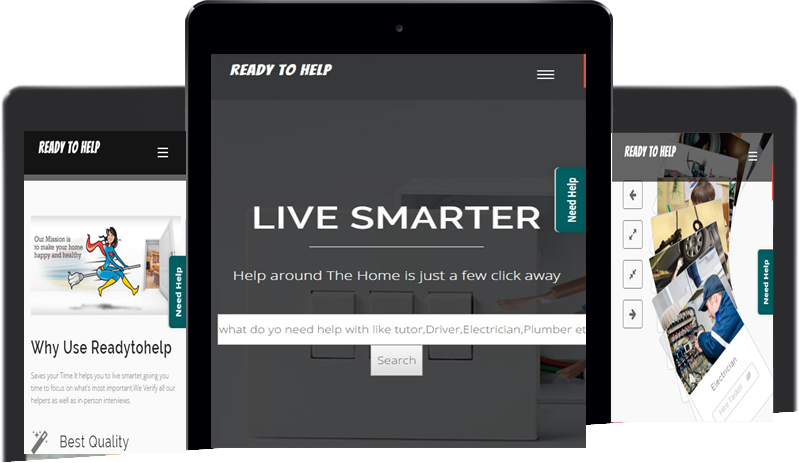 READY TO HELP
Our Mission is
to make your home
happy and healthy
Need Help
Why Use Readytohelp
Saves your Time.It helps you to live smarter,giving you
time to focus on what's most important.We Verify all our
helpers as well as in-person interviews.
Best Quality
READY TO HELP
Need Help
LIVE SMARTER
Help around The Home is just a few click away
what do yo need help with like tutor,Driver,Electrician,Plumber et
Search
READY TO HELP
Need Help
Electrician
Hire Tasker